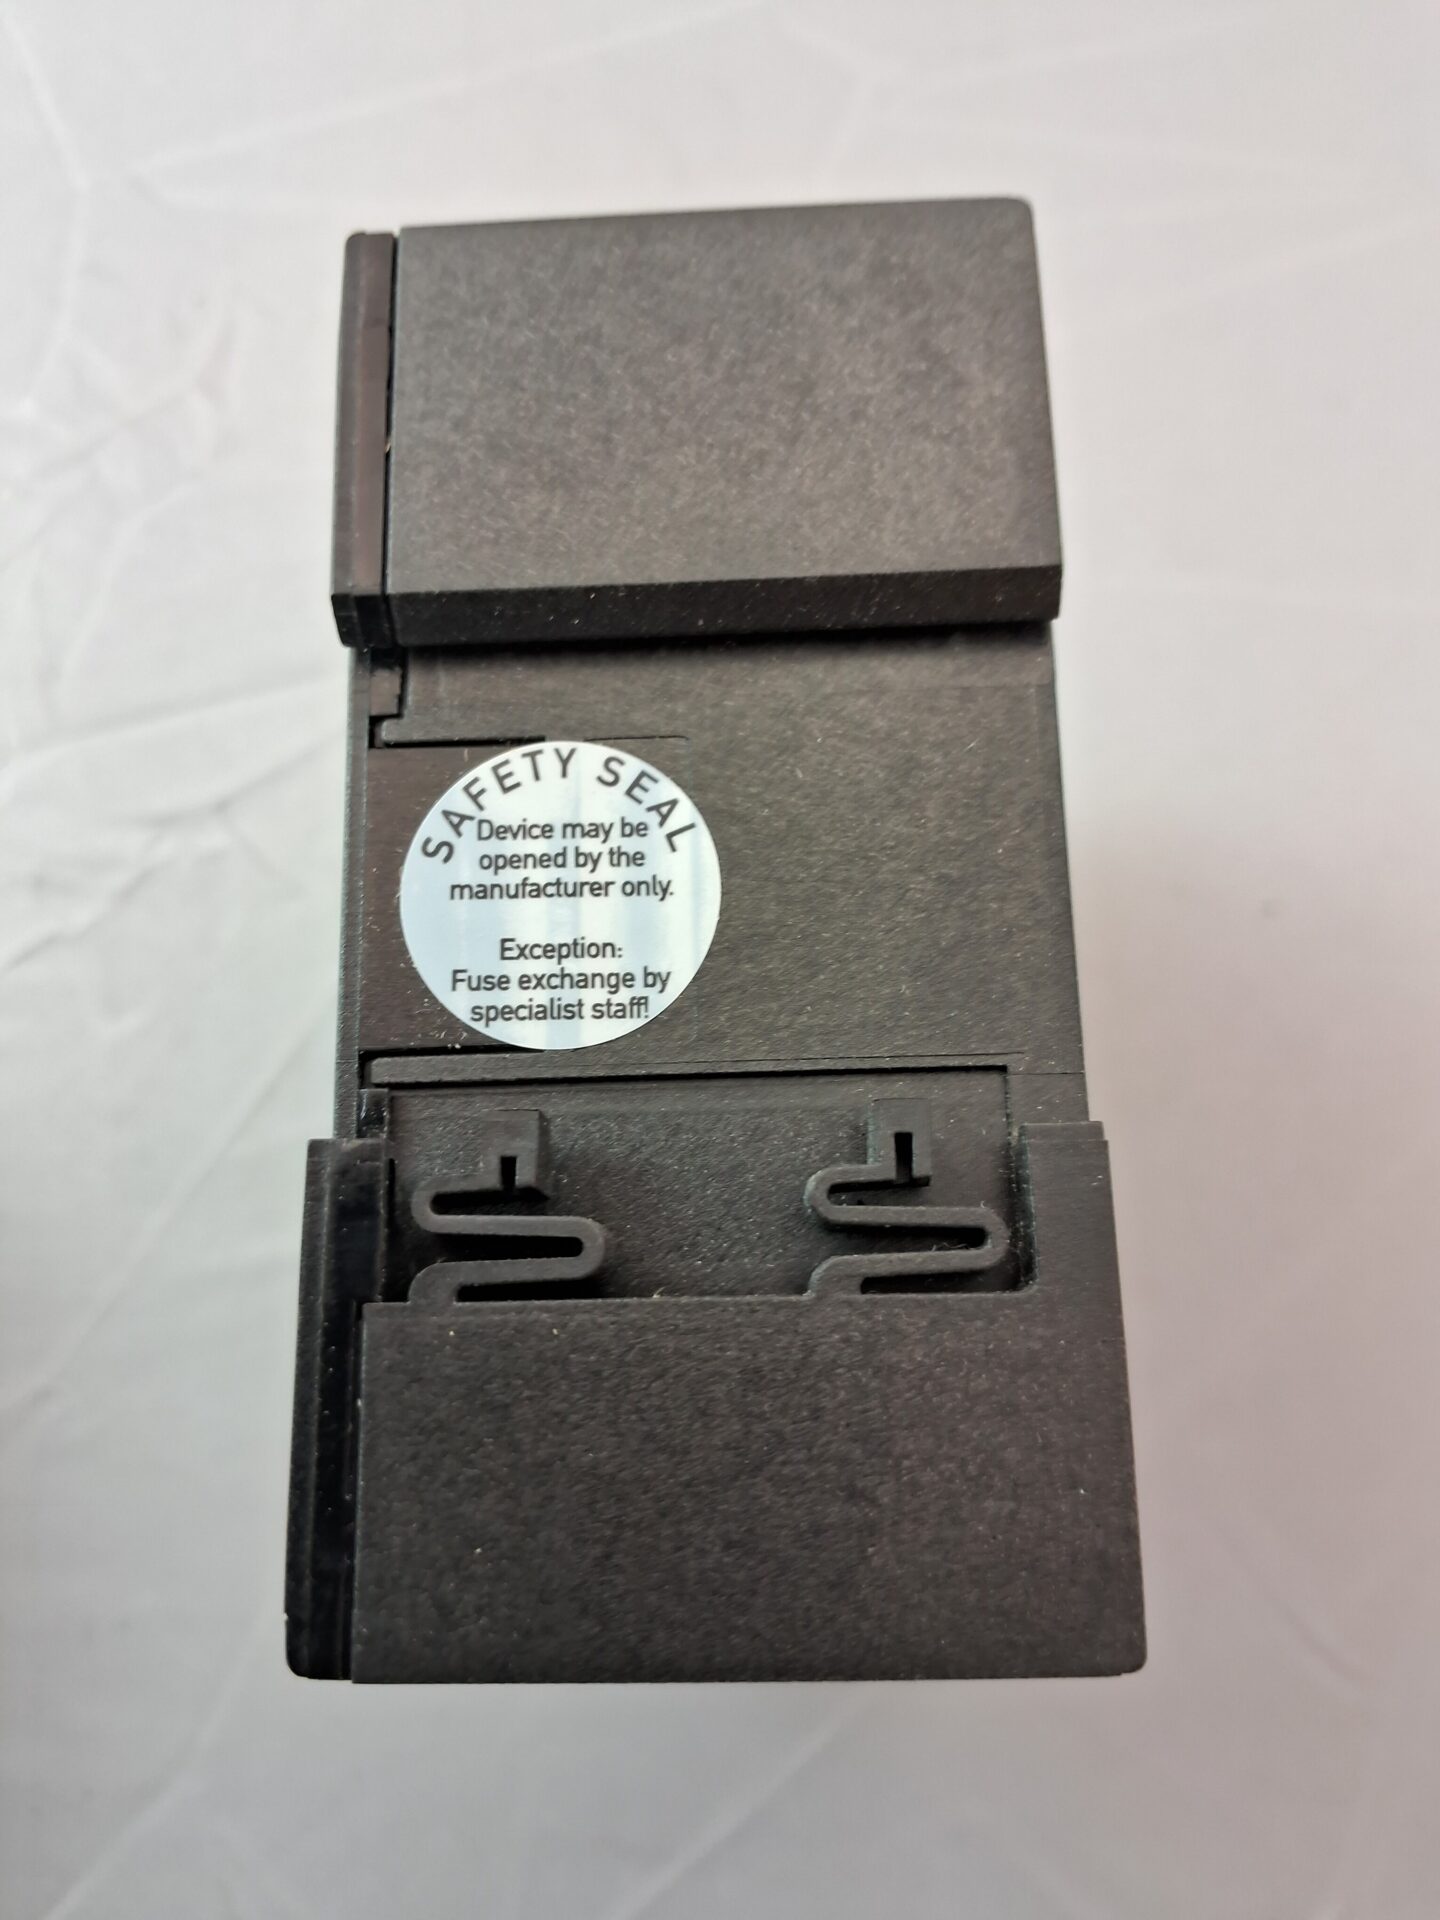 SAFETY SEAL
Device may be
opened by the
manufacturer only.
Exception:
Fuse exchange by
specialist staff!